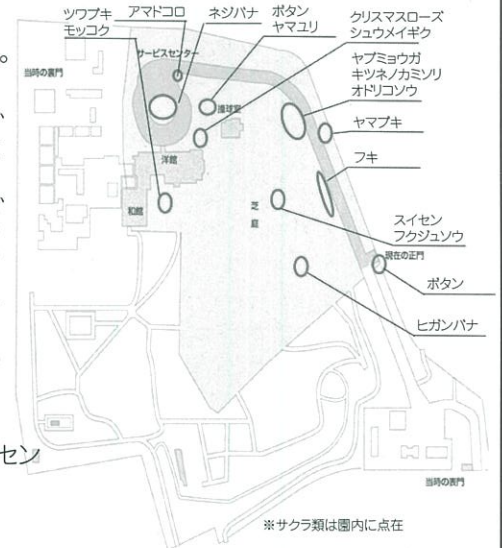 ツワブキ
モッコク
アマドコロ
ネジバナ
ボタン
ヤマユリ
クリスマスローズ
シュウメイギク
サービスセンター
ヤブミョウガ
キツネノカミソリ
オドリコソウ
。
当時の裏門
撞球室
ヤマブキ
洋館
フキ
和館
芝庭
スイセン
フクジュソウ
現在の正門
ボタン
ヒガンバナ
セン
当時の表門
※サクラ類は園内に点在